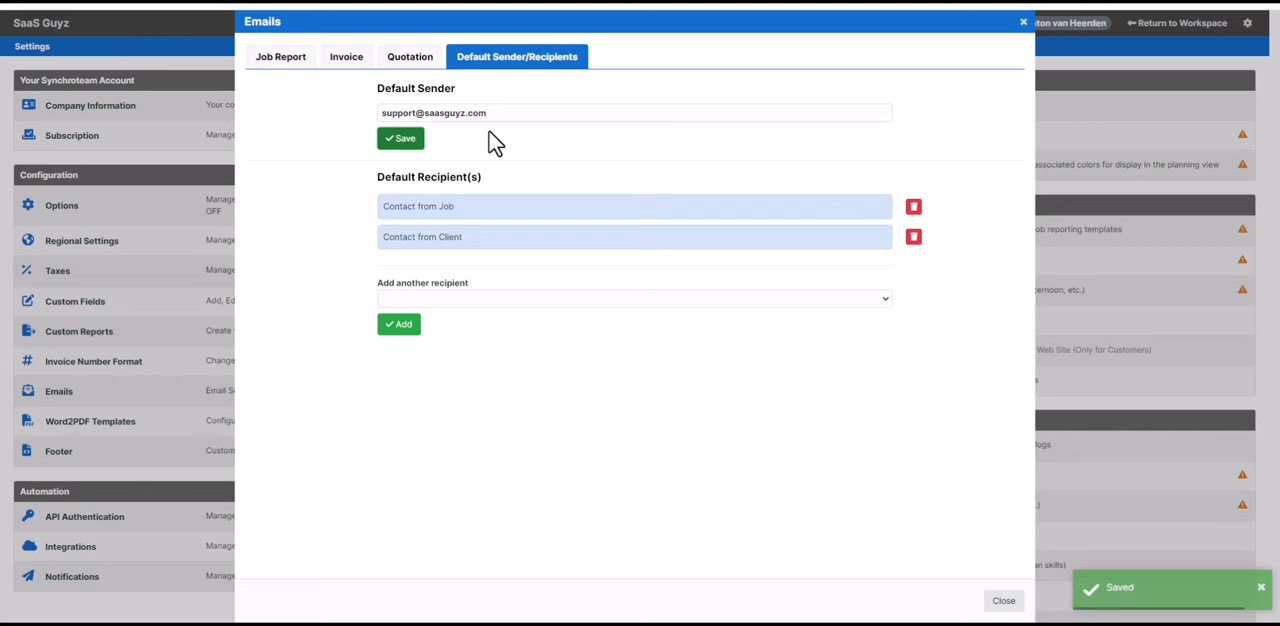 SaaS Guyz
Emails
ton van Heerden
Return to Workspace
Settings
Job Report
Invoice
Quotation
Default Sender/Recipients
Your Synchroteam Account
Company Information
Your co
Subscription
Manage
Configuration
Options
Manage
OFF
Regional Settings
Manage
Taxes
Manage
Custom Fields
Add, Ed
Custom Reports
Create
Invoice Number Format
Change
Emails
Email S
Word2PDF Templates
Configu
Footer
Custom
Automation
API Authentication
Manage
Integrations
Manage
Notifications
Manage
Default Sender
support@saasguyz.com
Save
Default Recipient(s)
Contact from Job
Contact from Client
Add another recipient
Add
Close
associated colors for display in the planning view
ob reporting templates
ernoon, etc.)
Web Site (Only for Customers)
s
logs
.)
an skills)
Saved